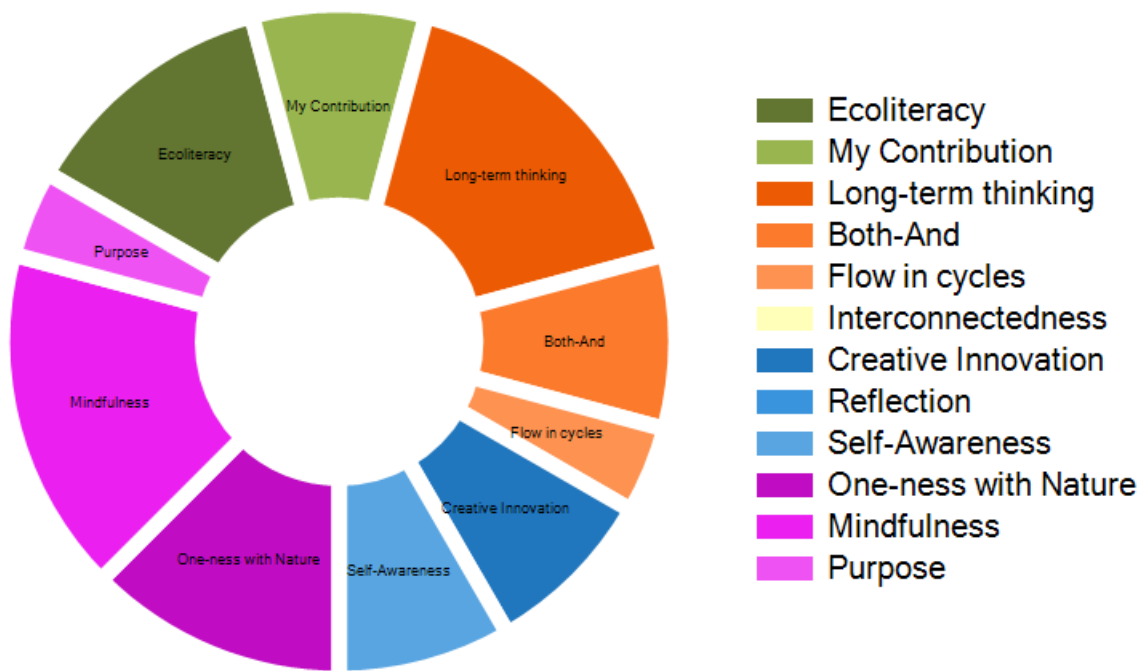 My Contribution
Ecoliteracy
Long-term thinking
Purpose
Both-And
Mindfulness
Flow in cycles
Creative Innovation
One-ness with Nature
Self-Awareness
Ecoliteracy
My Contribution
Long-term thinking
Both-And
Flow in cycles
Interconnectedness
Creative Innovation
Reflection
Self-Awareness
One-ness with Nature
Mindfulness
Purpose